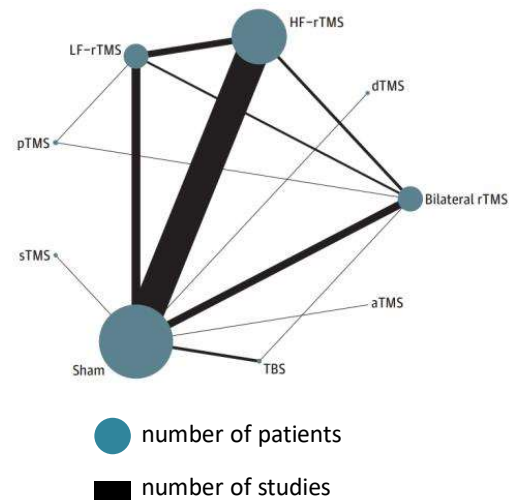 HF-rTMS
LF-rTMS
dTMS
pTMS
Bilateral rTMS
sTMS
aTMS
Sham
TBS
number of patients
number of studies